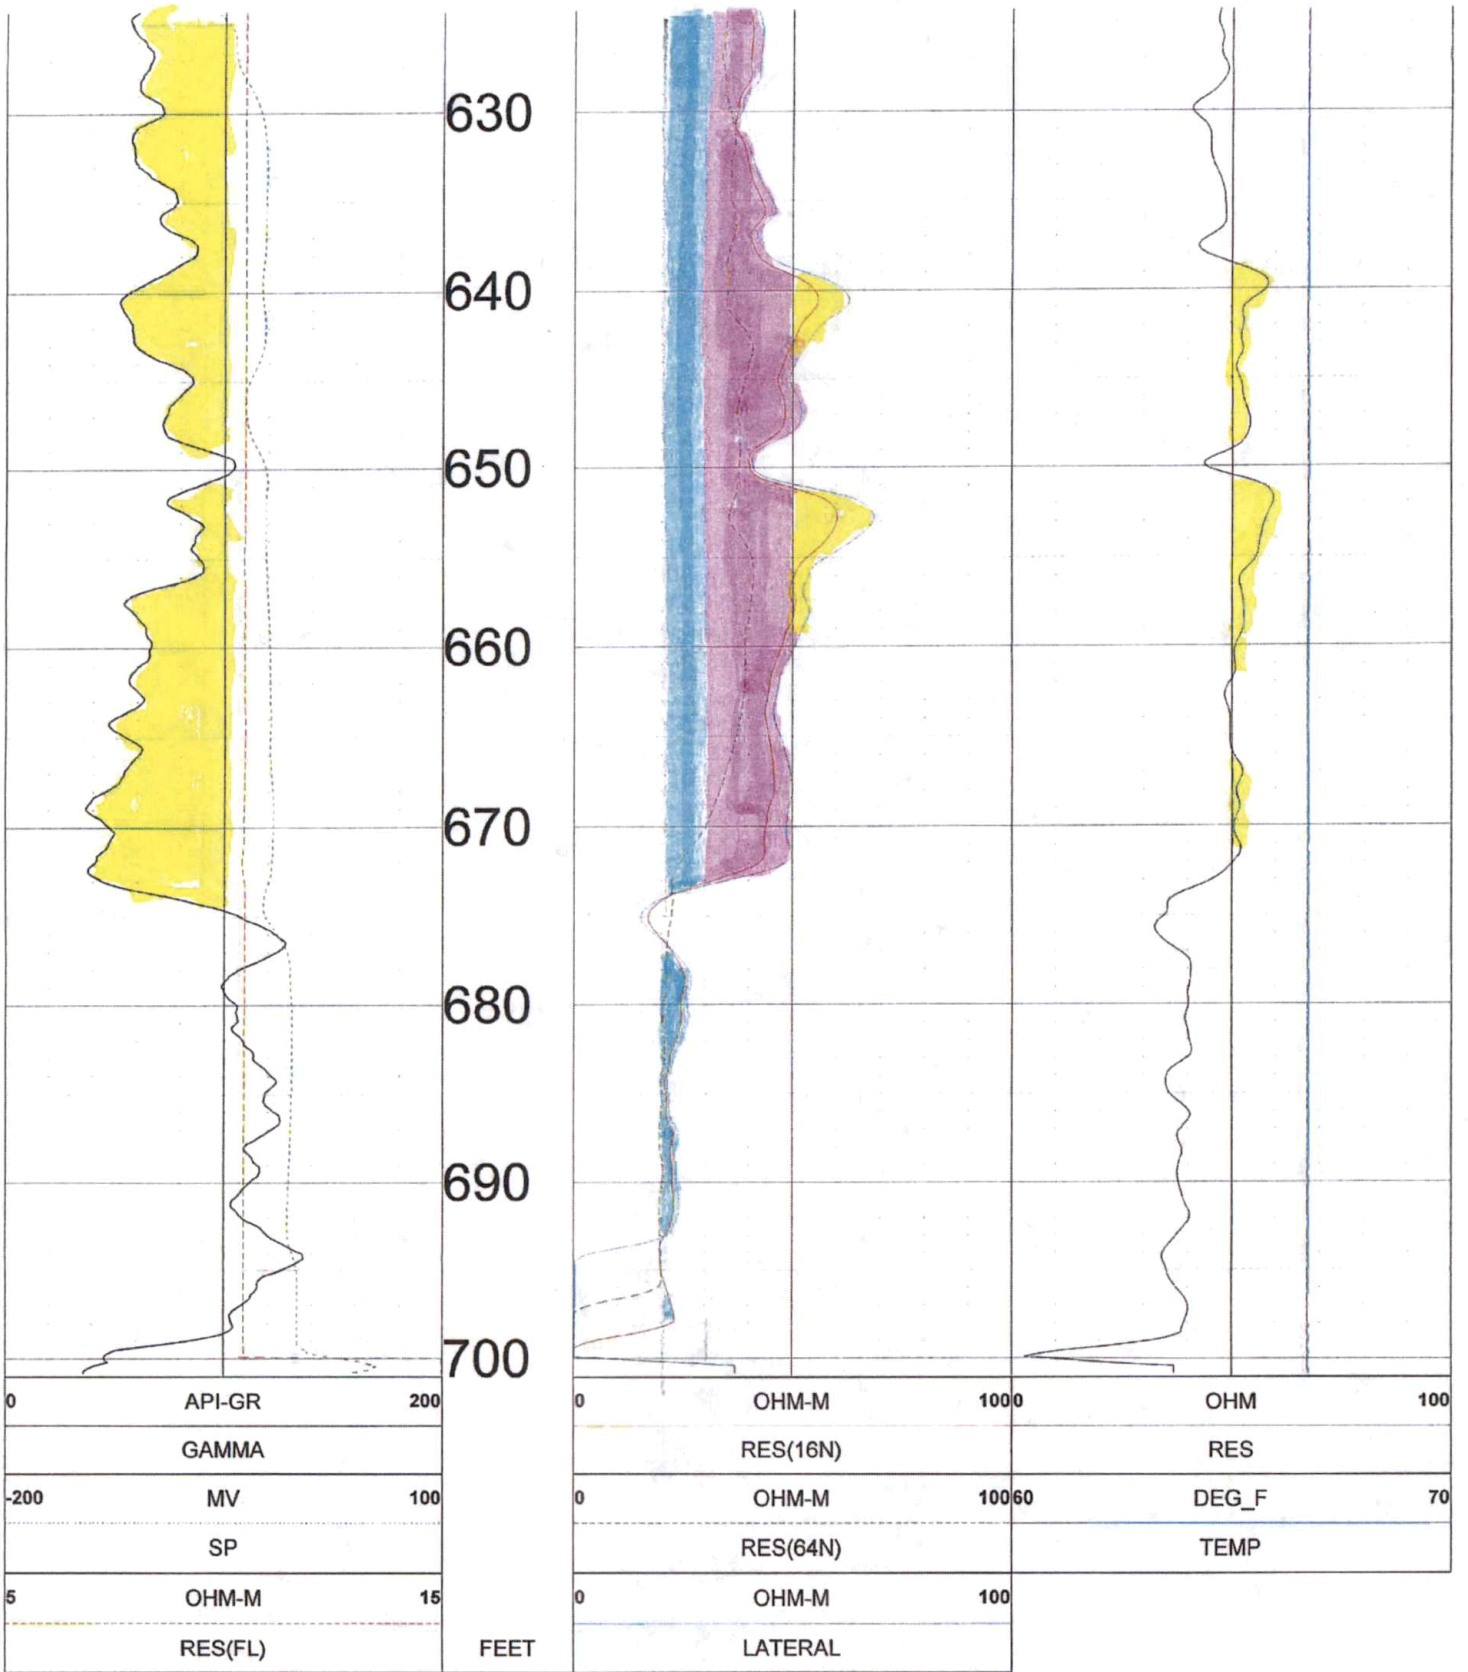 630
640
650
660
670
680
690
700
0 API-GR 200 0 OHM-M 100 0 OHM 100
GAMMA RES(16N) RES
-200 MV 100 0 OHM-M 100 60 DEG_F 70
SP RES(64N) TEMP
5 OHM-M 15 0 OHM-M 100
RES(FL) FEET LATERAL